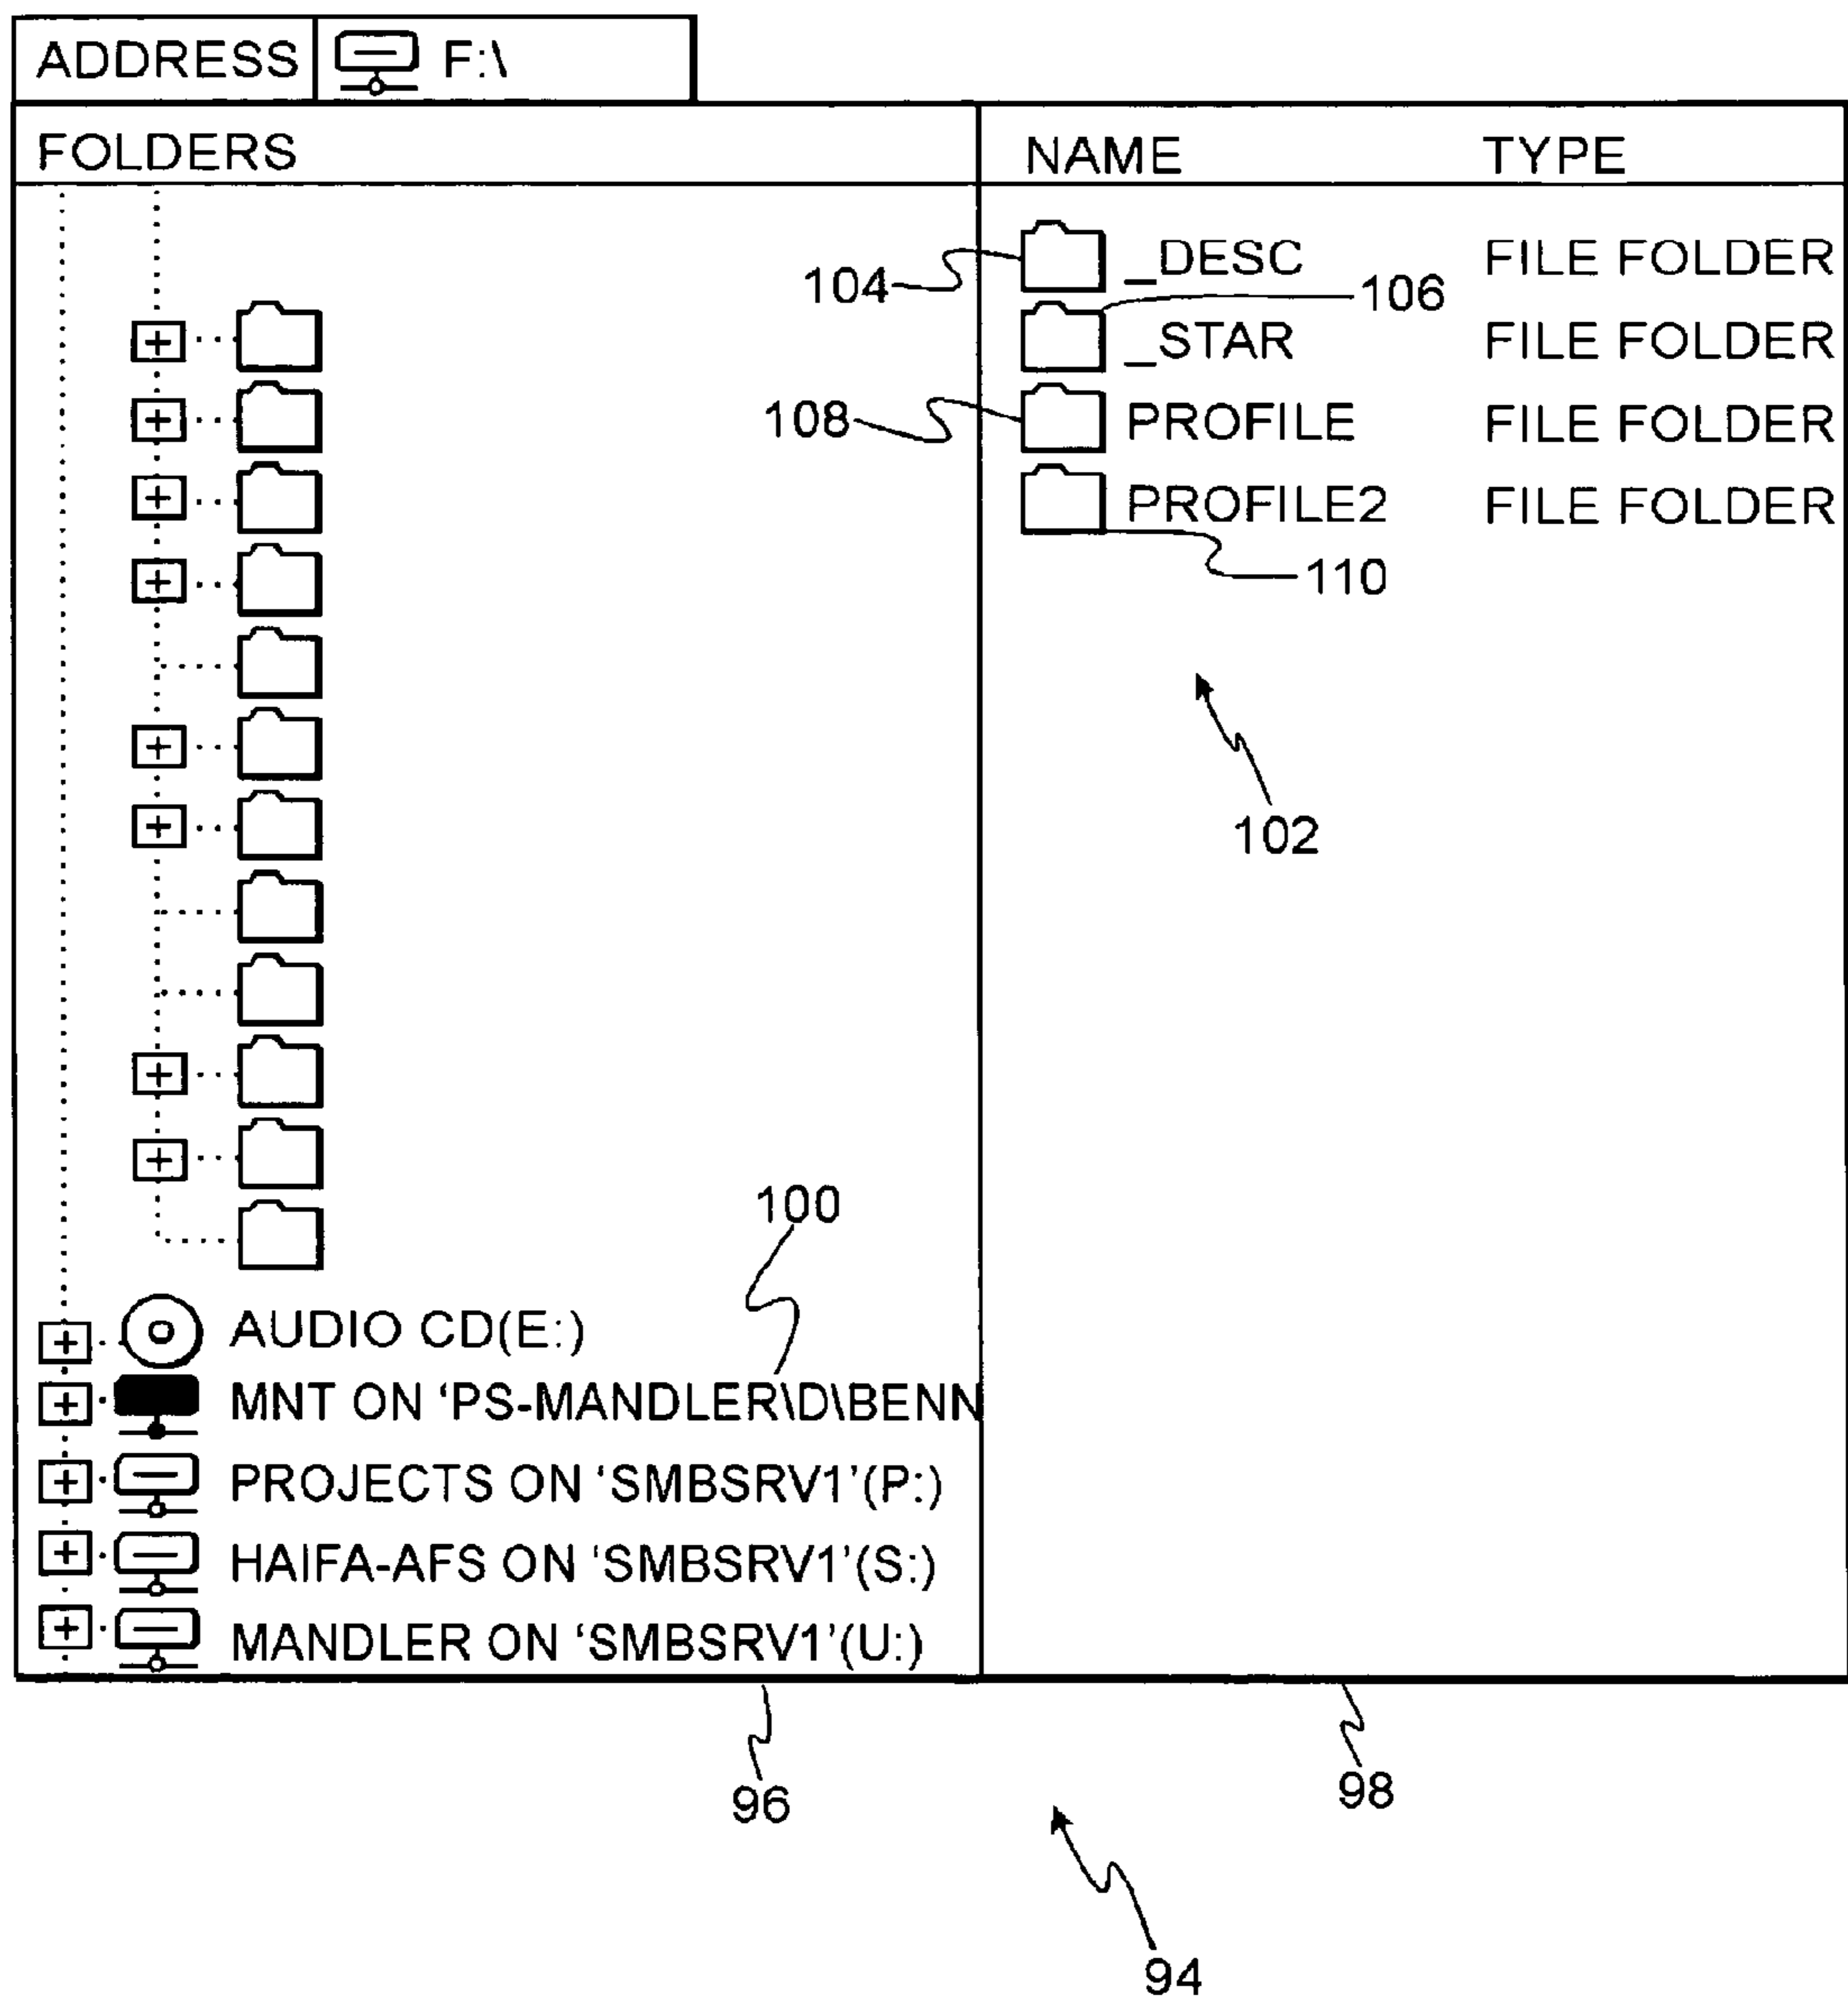 ADDRESS F:\
FOLDERS NAME TYPE
_DESC FILE FOLDER
104
106
_STAR FILE FOLDER
108
PROFILE FILE FOLDER
PROFILE2 FILE FOLDER
110
102
100
AUDIO CD(E:)
MNT ON ‘PS-MANDLER\D\BENN
PROJECTS ON ‘SMBSRV1’(P:)
HAIFA-AFS ON ‘SMBSRV1’(S:)
MANDLER ON ‘SMBSRV1’(U:)
96
98
94